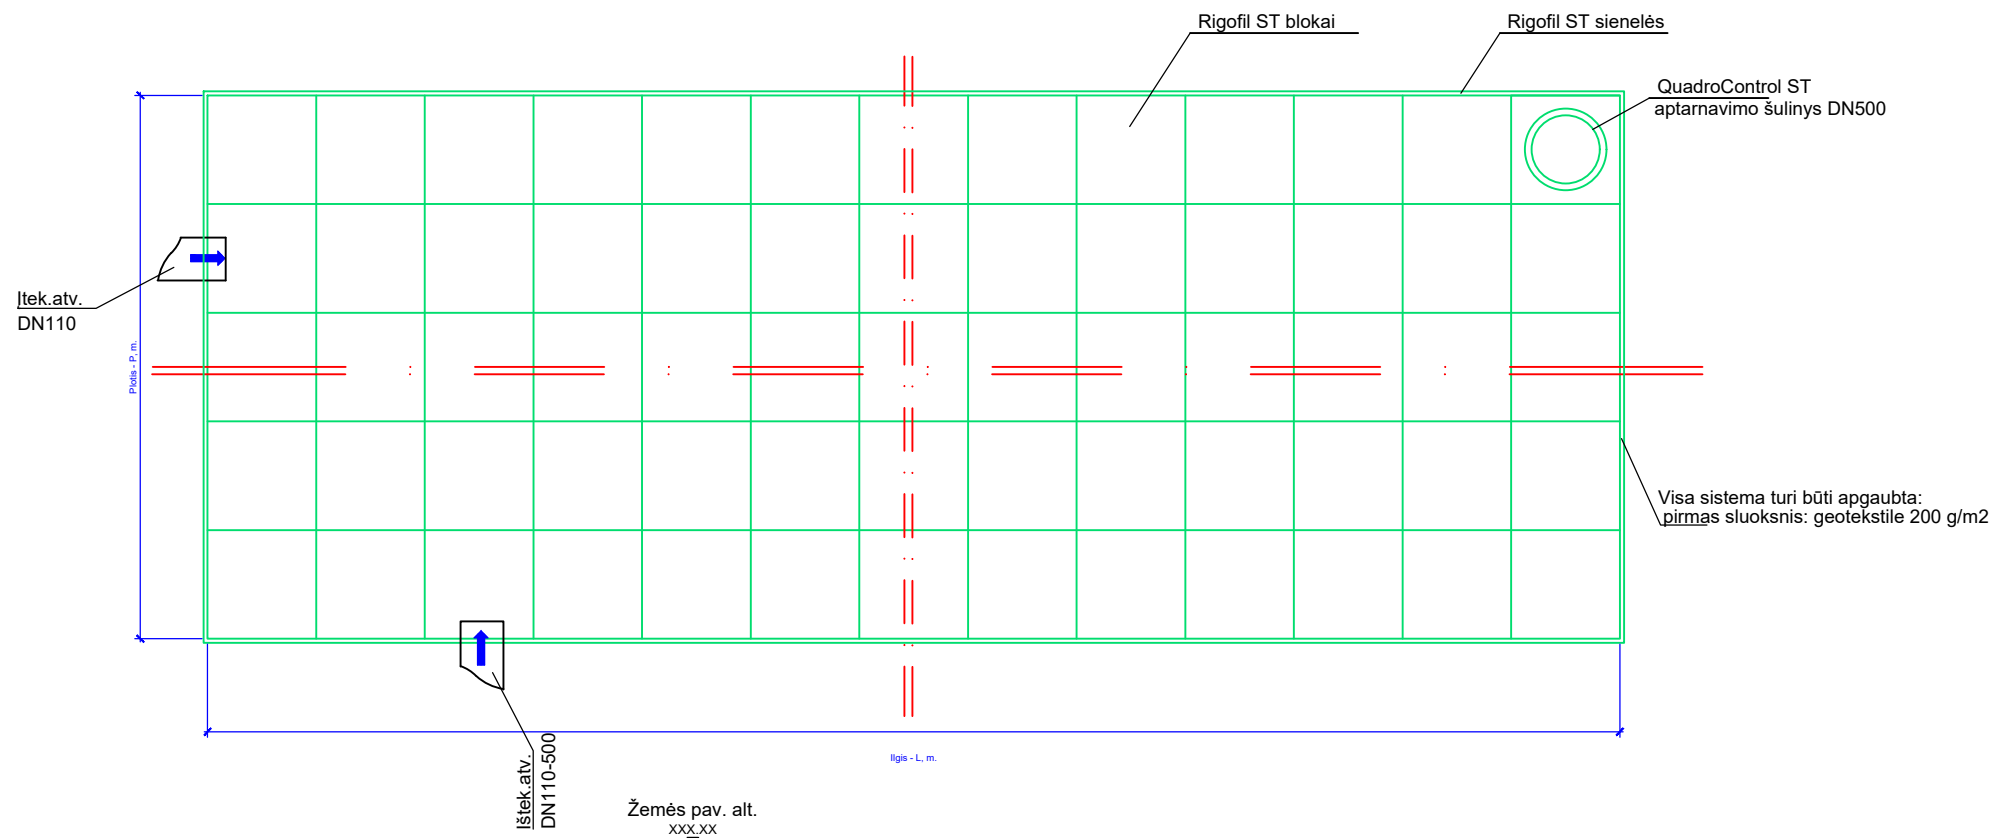 Rigofil ST blokai
Rigofil ST sienelės
QuadroControl ST
aptarnavimo šulinys DN500
Įtek.atv.
DN110
Plotis - P, m.
Visa sistema turi būti apgaubta:
pirmas sluoksnis: geotekstile 200 g/m2
Ištek.atv.
DN110-500
Ilgis - L, m.
Žemės pav. alt.
XXX.XX